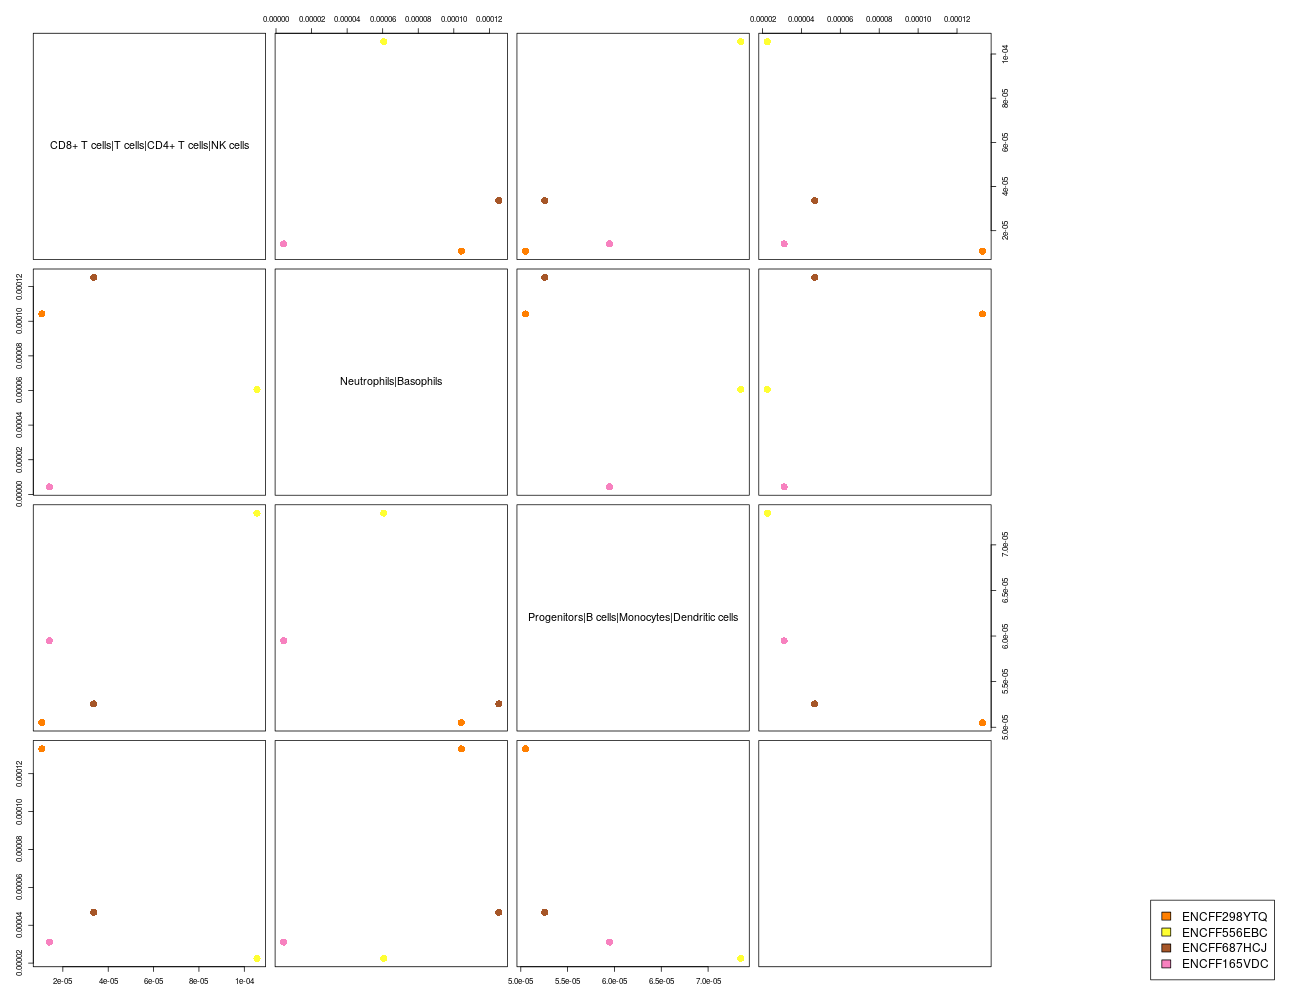 0.00000 0.00002 0.00004 0.00006 0.00008 0.00010 0.00012
0.00002 0.00004 0.00006 0.00008 0.00010 0.00012
CD8+ T cells|T cells|CD4+ T cells|NK cells
2e-05 4e-05 6e-05 8e-05 1e-04
0.00000 0.00002 0.00004 0.00006 0.00008 0.00010 0.00012
Neutrophils|Basophils
Progenitors|B cells|Monocytes|Dendritic cells
5.0e-05 5.5e-05 6.0e-05 6.5e-05 7.0e-05
0.00002 0.00004 0.00006 0.00008 0.00010 0.00012
2e-05 4e-05 6e-05 8e-05 1e-04
5.0e-05 5.5e-05 6.0e-05 6.5e-05 7.0e-05
ENCFF298YTQ
ENCFF556EBC
ENCFF687HCJ
ENCFF165VDC